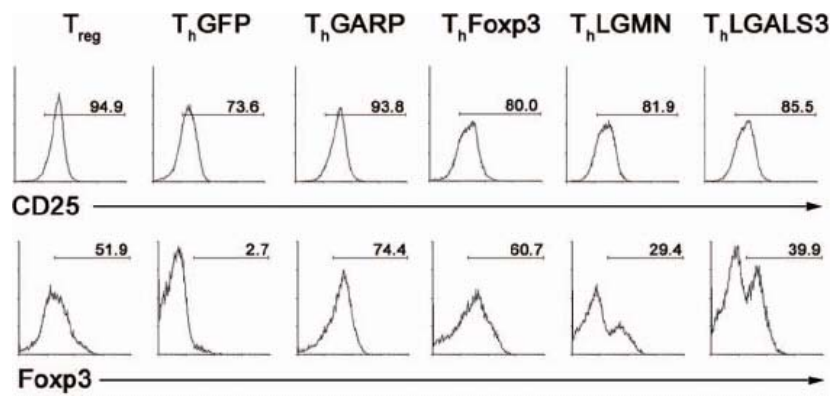 Treg ThGFP ThGARP ThFoxp3 ThLGMN ThLGALS3
94.9 73.6 93.8 80.0 81.9 85.5
CD25
51.9 2.7 74.4 60.7 29.4 39.9
Foxp3